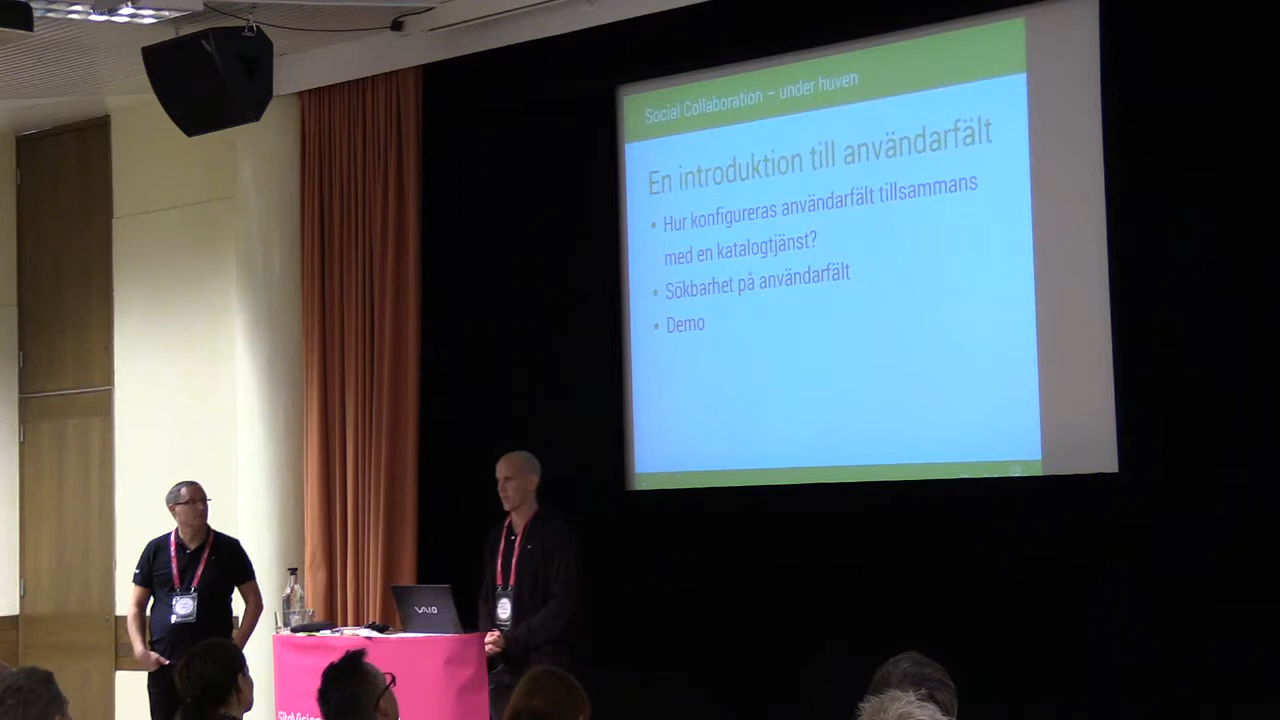 Social Collaboration – under huven
En introduktion till användarfält
• Hur konfigureras användarfält tillsammans
med en katalogtjänst?
• Sökbarhet på användarfält
• Demo
VAIO
SiteVision